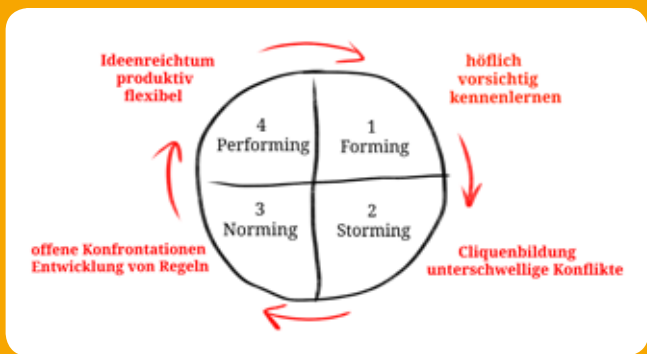 Ideenreichtum
produktiv
flexibel
höflich
vorsichtig
kennenlernen
4
Performing
1
Forming
3
Norming
2
Storming
offene Konfrontationen
Entwicklung von Regeln
Cliquenbildung
unterschwellige Konflikte